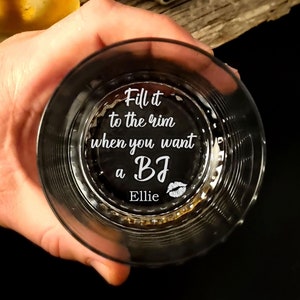 Fill it
to the rim
when you want
a BJ
Ellie